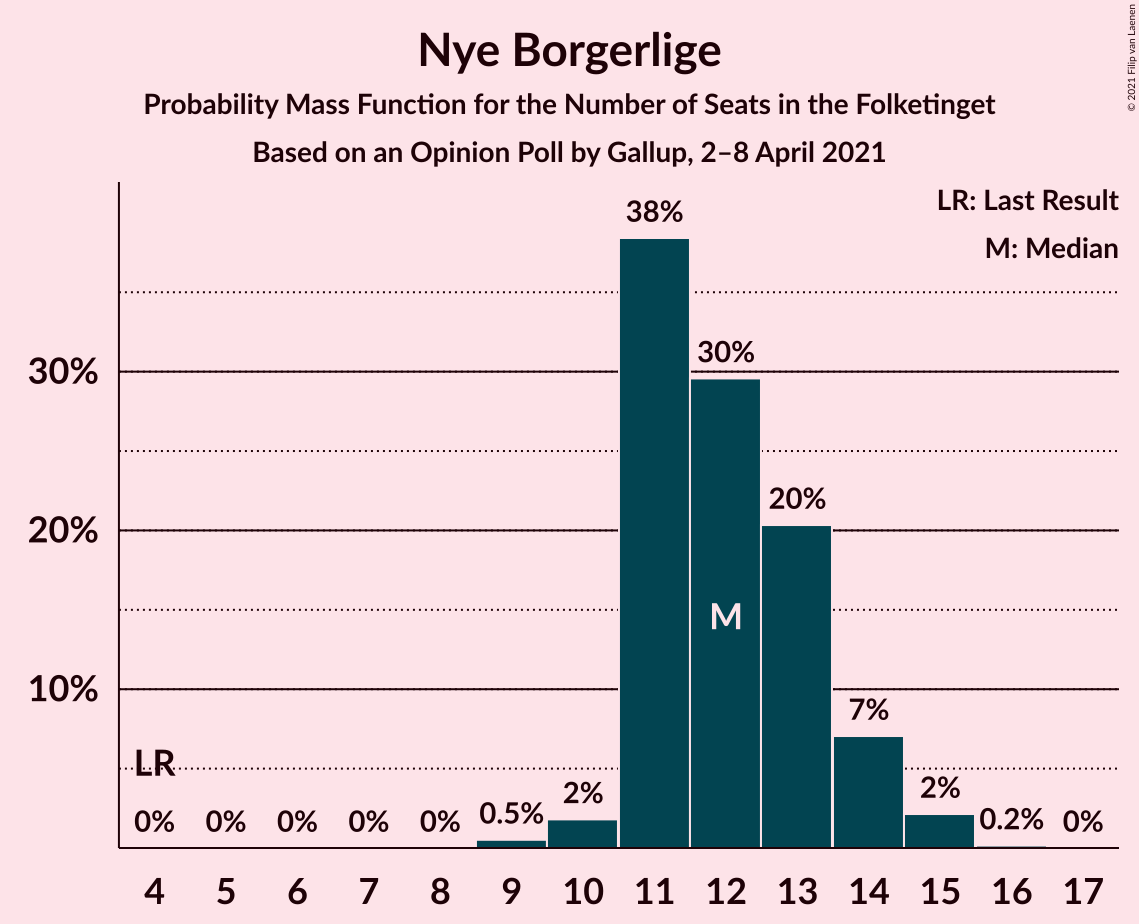 Nye Borgerlige
Probability Mass Function for the Number of Seats in the Folketinget
Based on an Opinion Poll by Gallup, 2–8 April 2021
© 2021 Filip van Laenen
LR: Last Result
M: Median
38%
30%
30%
20%
20%
M
10%
7%
LR
2%
2%
0.5%
0.2%
0%
0%
0%
0%
0%
0%
4 5 6 7 8 9 10 11 12 13 14 15 16 17